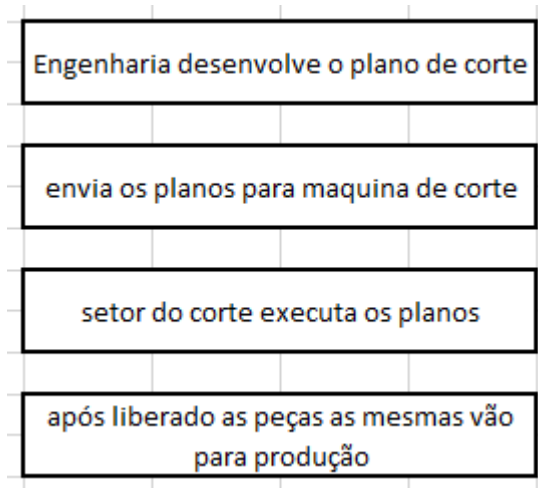 Engenharia desenvolve o plano de corte
envia os planos para maquina de corte
setor do corte executa os planos
após liberado as peças as mesmas vão
para produção